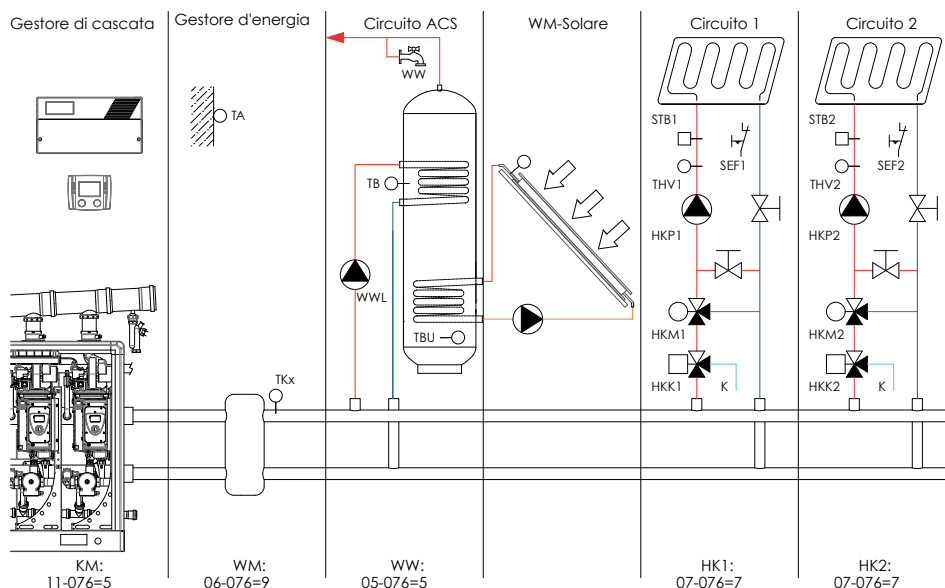 Gestore di cascata
Gestore d'energia
Circuito ACS
WM-Solare
Circuito 1
Circuito 2
WW
TA
STB1
SEF1
STB2
SEF2
TB
THV1
THV2
HKP1
HKP2
WWL
TBU
HKM1
HKM2
TKx
HKK1
K
HKK2
K
KM:
11-076=5
WM:
06-076=9
WW:
05-076=5
HK1:
07-076=7
HK2:
07-076=7